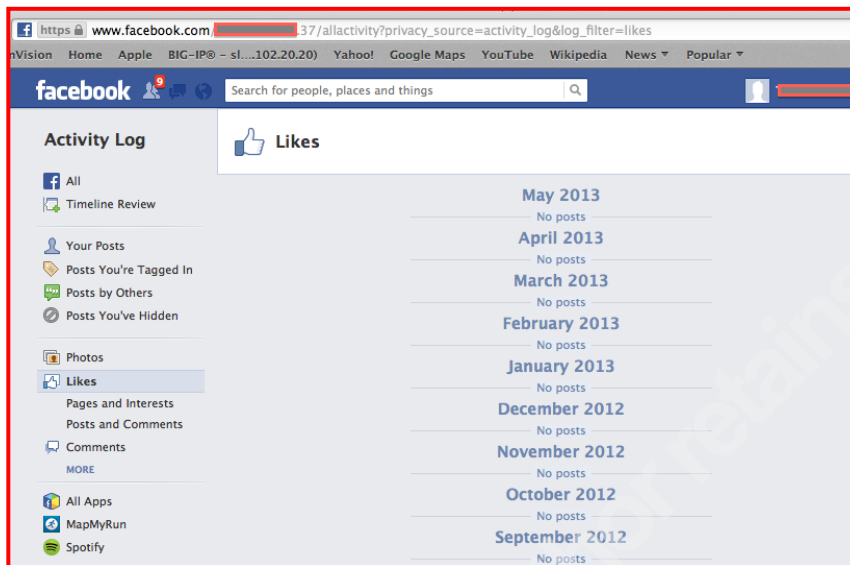 https www.facebook.com/ .37/allactivity?privacy_source=activity_log&log_filter=likes
nVision Home Apple BIG-IP® – sl....102.20.20) Yahoo! Google Maps YouTube Wikipedia News Popular
facebook 9 Search for people, places and things
Activity Log
Likes
All
Timeline Review
Your Posts
Posts You're Tagged In
Posts by Others
Posts You've Hidden
Photos
Likes
Pages and Interests
Posts and Comments
Comments
MORE
All Apps
MapMyRun
Spotify
May 2013
No posts
April 2013
No posts
March 2013
No posts
February 2013
No posts
January 2013
No posts
December 2012
No posts
November 2012
No posts
October 2012
No posts
September 2012
No posts
or retains